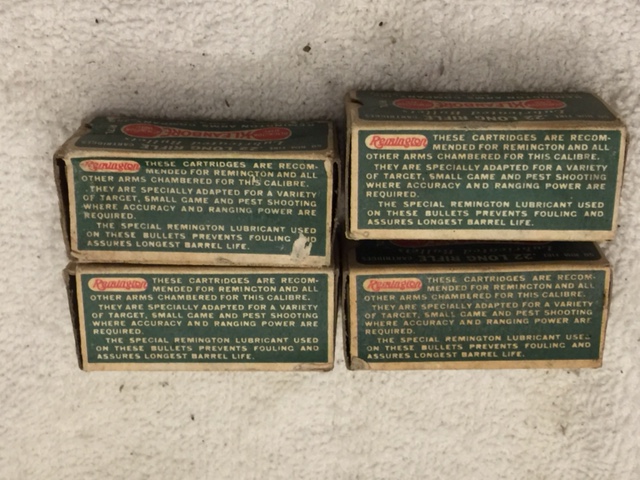 KLEANBORE
Remington THESE CARTRIDGES ARE RECOM-
MENDED FOR REMINGTON AND ALL
OTHER ARMS CHAMBERED FOR THIS CALIBRE.
THEY ARE SPECIALLY ADAPTED FOR A VARIETY
OF TARGET, SMALL GAME AND PEST SHOOTING
WHERE ACCURACY AND RANGING POWER ARE
REQUIRED.
THE SPECIAL REMINGTON LUBRICANT USED
ON THESE BULLETS PREVENTS FOULING AND
ASSURES LONGEST BARREL LIFE.
KLEANBORE
.22 LONG RIFLE
Remington THESE CARTRIDGES ARE RECOM-
MENDED FOR REMINGTON AND ALL
OTHER ARMS CHAMBERED FOR THIS CALIBRE.
THEY ARE SPECIALLY ADAPTED FOR A VARIETY
OF TARGET, SMALL GAME AND PEST SHOOTING
WHERE ACCURACY AND RANGING POWER ARE
REQUIRED.
THE SPECIAL REMINGTON LUBRICANT USED
ON THESE BULLETS PREVENTS FOULING AND
ASSURES LONGEST BARREL LIFE.
Remington THESE CARTRIDGES ARE RECOM-
MENDED FOR REMINGTON AND ALL
OTHER ARMS CHAMBERED FOR THIS CALIBRE.
THEY ARE SPECIALLY ADAPTED FOR A VARIETY
OF TARGET, SMALL GAME AND PEST SHOOTING
WHERE ACCURACY AND RANGING POWER ARE
REQUIRED.
THE SPECIAL REMINGTON LUBRICANT USED
ON THESE BULLETS PREVENTS FOULING AND
ASSURES LONGEST BARREL LIFE.
.22 LONG RIFLE
Remington THESE CARTRIDGES ARE RECOM-
MENDED FOR REMINGTON AND ALL
OTHER ARMS CHAMBERED FOR THIS CALIBRE.
THEY ARE SPECIALLY ADAPTED FOR A VARIETY
OF TARGET, SMALL GAME AND PEST SHOOTING
WHERE ACCURACY AND RANGING POWER ARE
REQUIRED.
THE SPECIAL REMINGTON LUBRICANT USED
ON THESE BULLETS PREVENTS FOULING AND
ASSURES LONGEST BARREL LIFE.